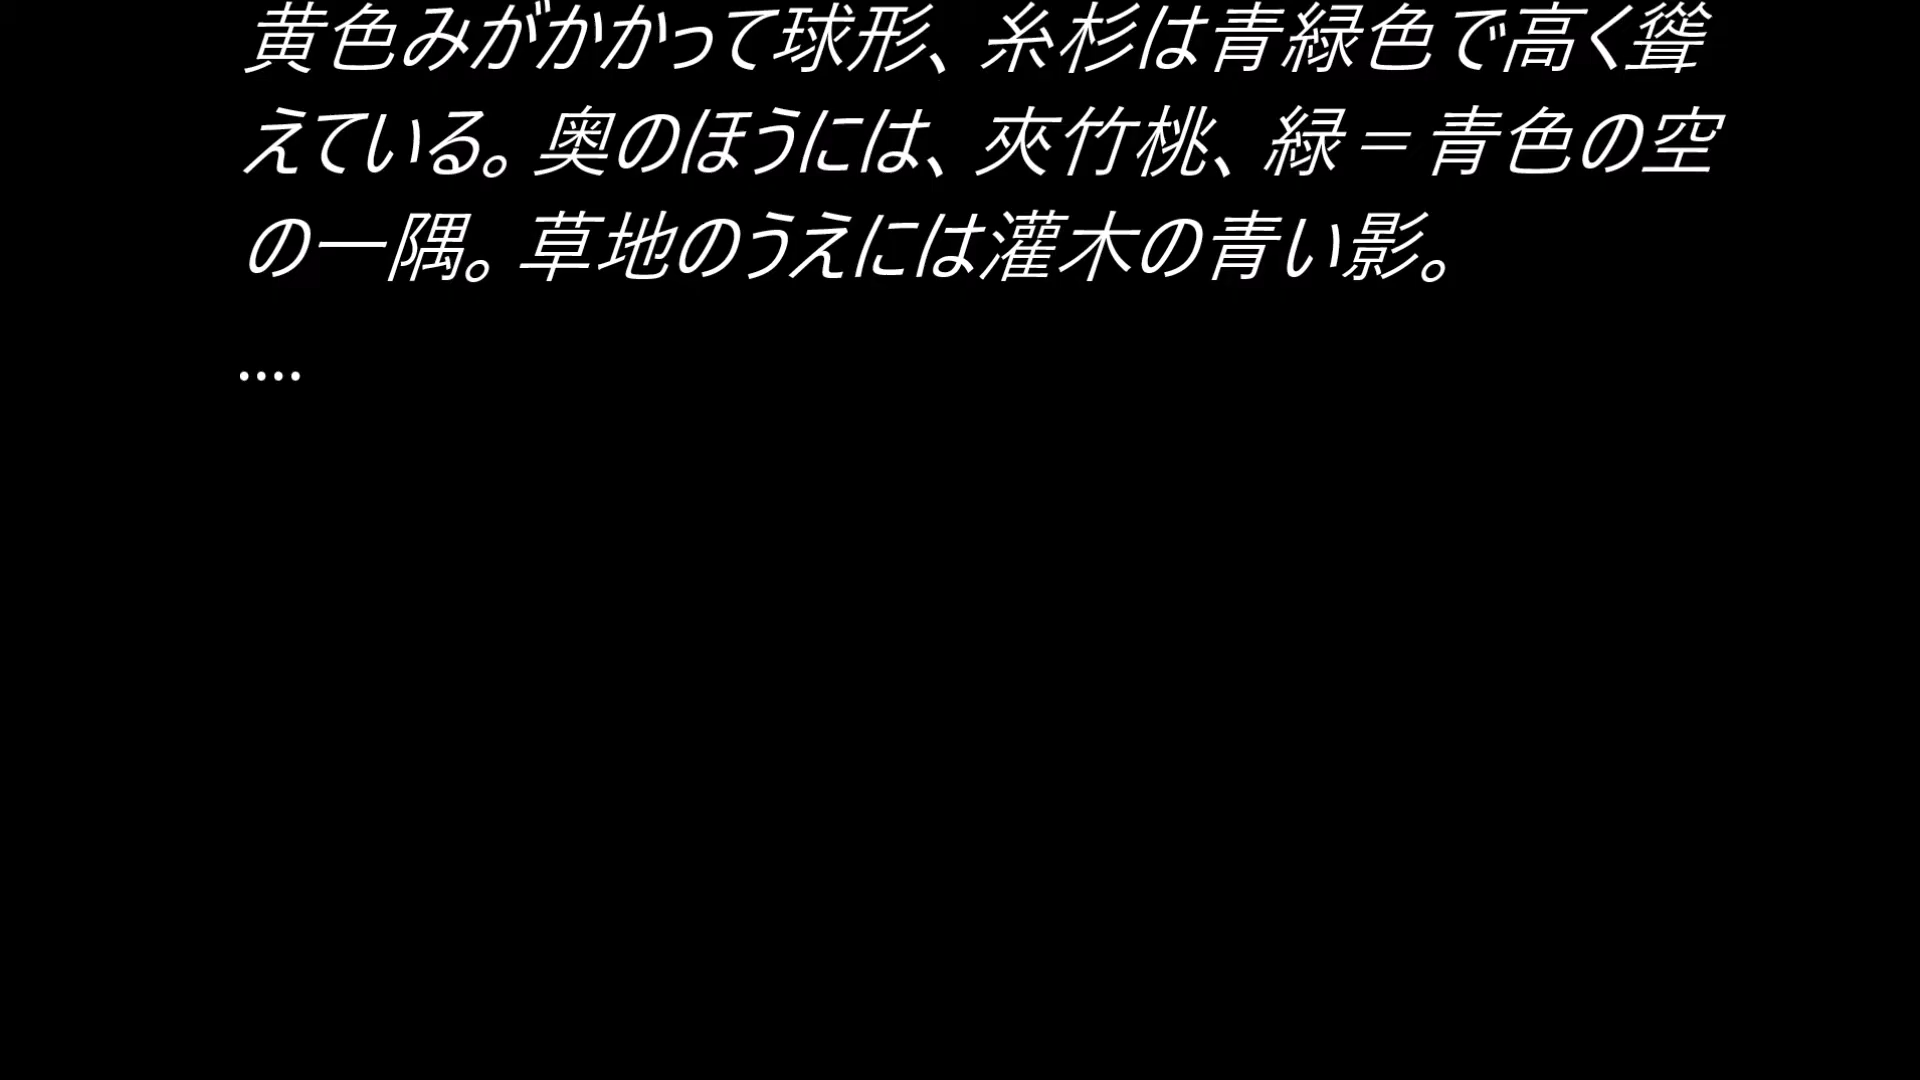 黄色みがかかって球形、糸杉は青緑色で高く聳
えている。奥のほうには、夾竹桃、緑＝青色の空
の一隅。草地のうえには灌木の青い影。
....